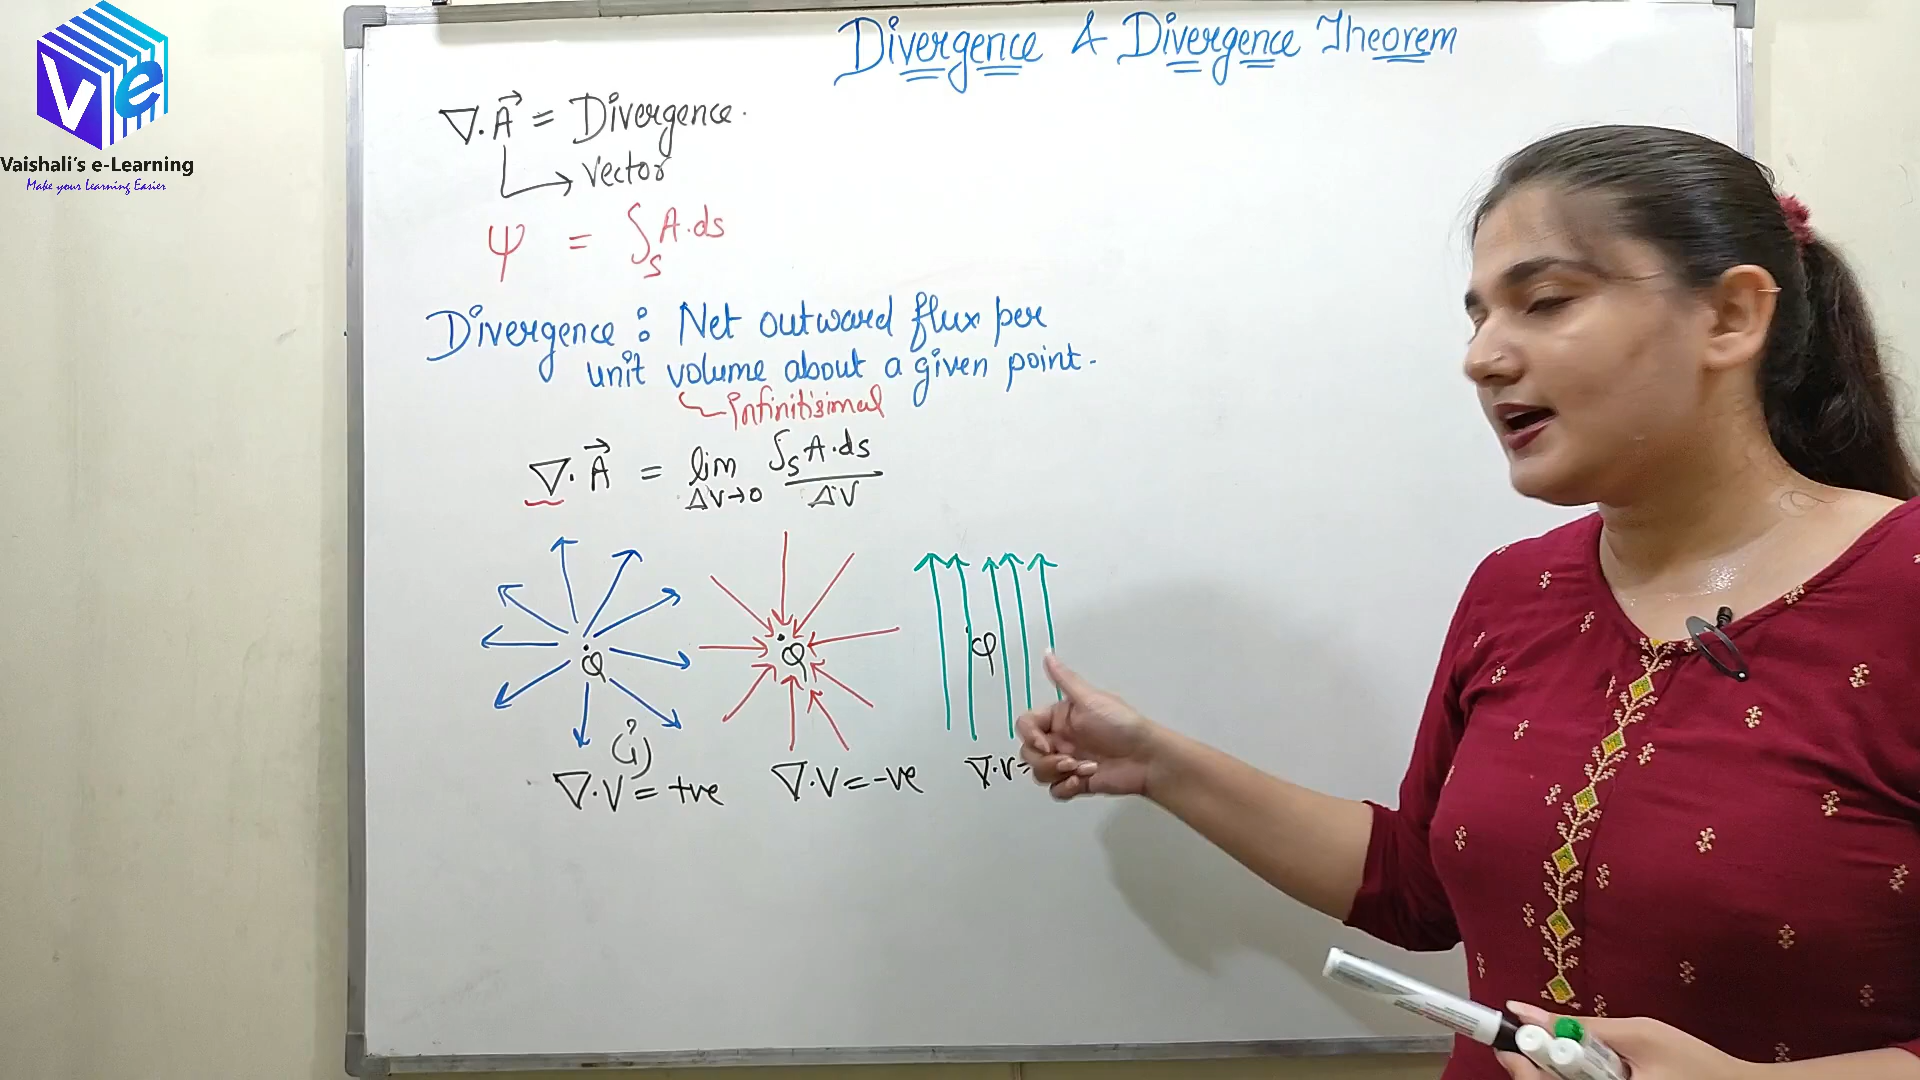 Ve
Vaishali's e-Learning
Make your Learning Easier
Divergence & Divergence Theorem
∇.A⃗ = Divergence.
Vector
Ψ = ∫s A.ds
Divergence : Net outward flux per
unit volume about a given point.
infinitisimal
∇.A⃗ = lim ΔV→0 ∫s A.ds / ΔV
φ φ φ
(i)
∇.V = +ve ∇.V = -ve ∇.V =